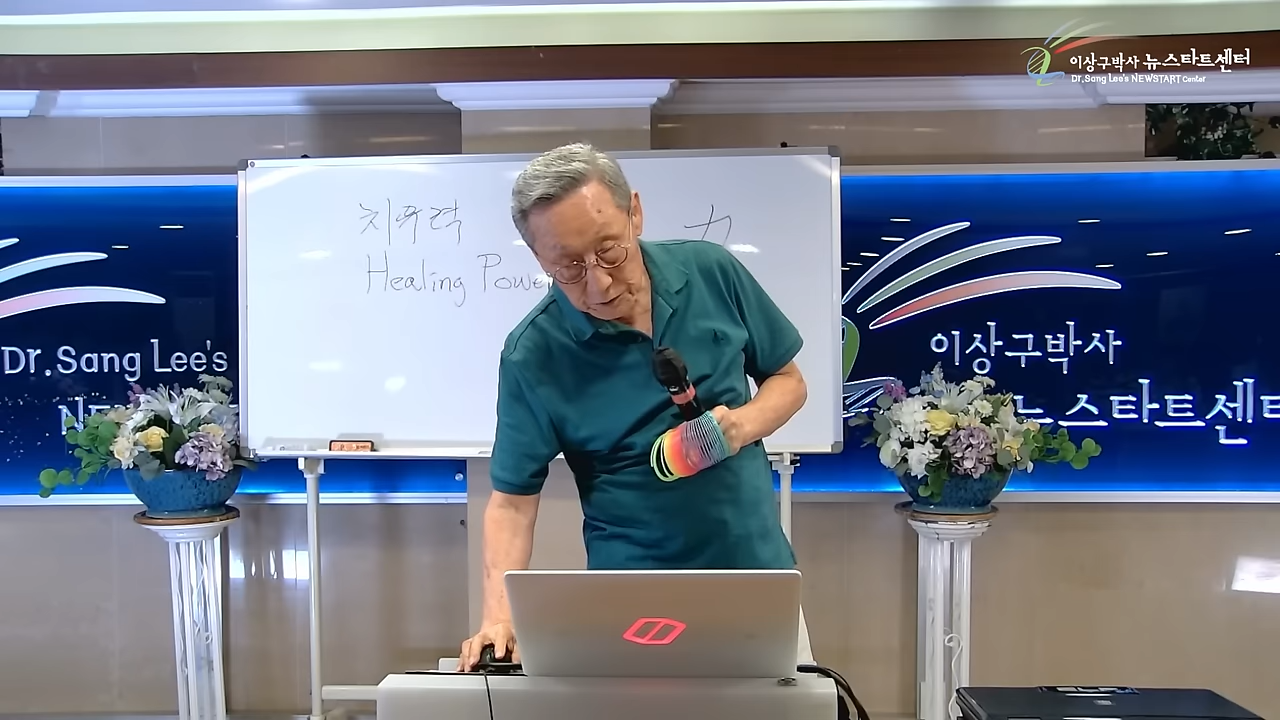 이상구박사 뉴스타트센터
Dr.Sang Lee's NEWSTART Center
치유력
力
Healing Power
Dr.Sang Lee's
이상구박사
뉴스타트센터